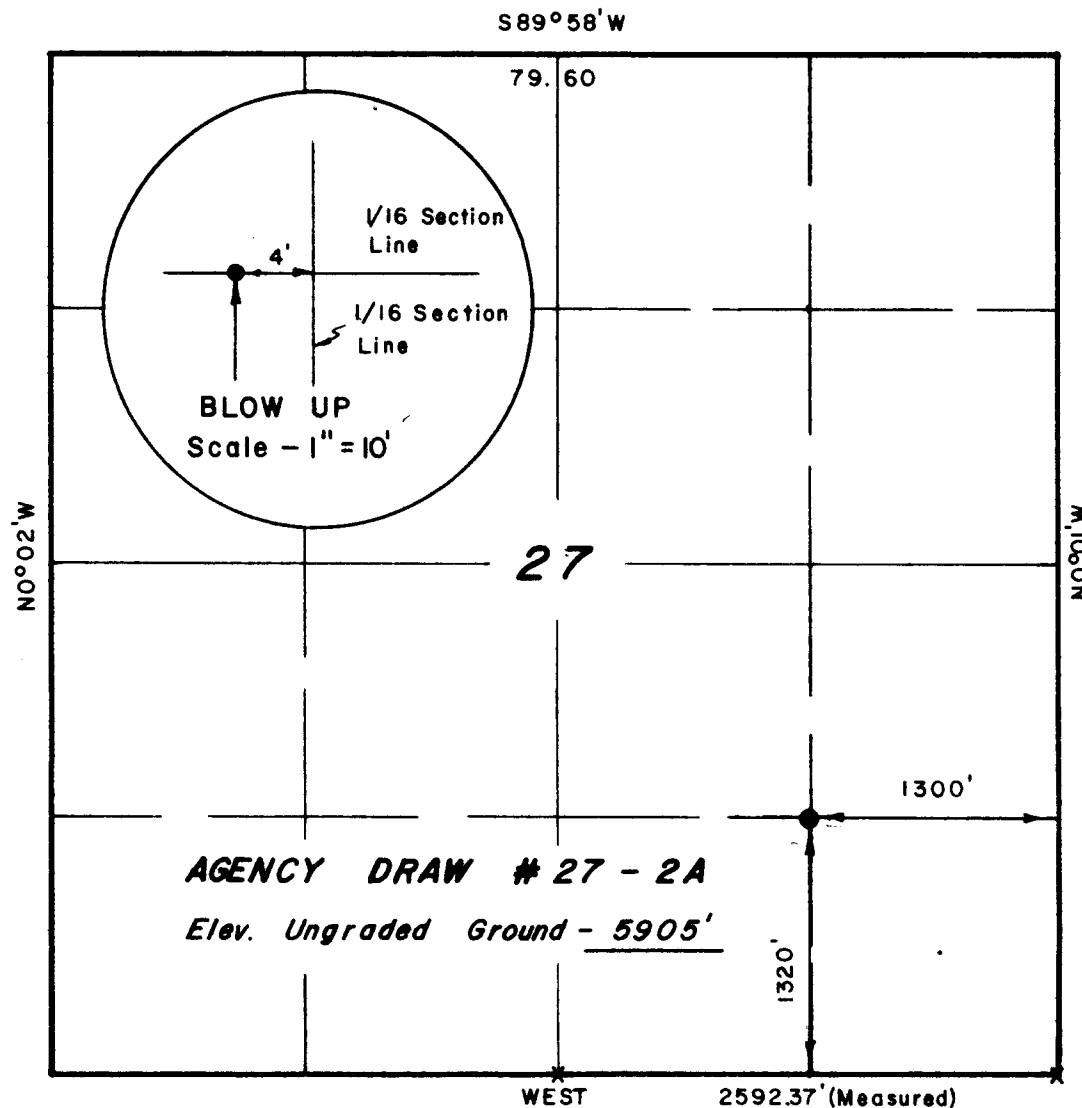 S89°58'W
79.60
1/16 Section
Line
4'
1/16 Section
Line
BLOW UP
Scale - 1" = 10'
N0°02'W
27
N0°01'W
1300'
AGENCY DRAW # 27 - 2A
Elev. Ungraded Ground - 5905'
1320'
WEST
2592.37' (Measured)